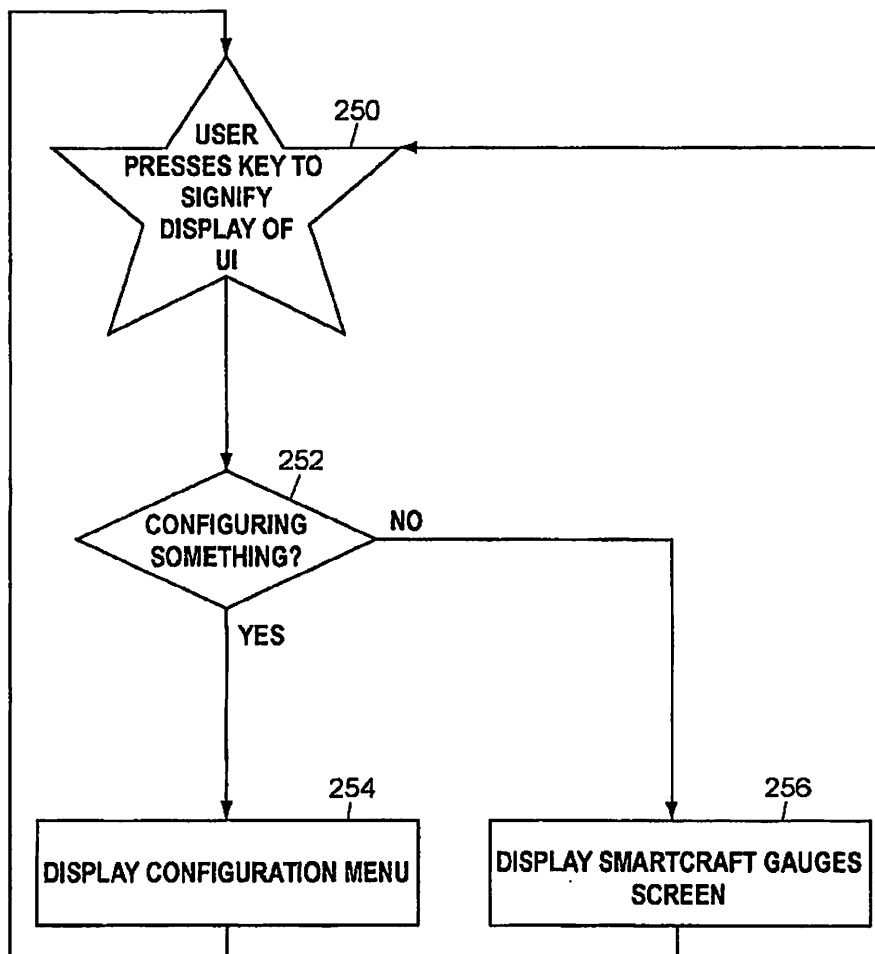 250
USER
PRESSES KEY TO
SIGNIFY
DISPLAY OF
UI
252
CONFIGURING
SOMETHING?
NO
YES
254
DISPLAY CONFIGURATION MENU
256
DISPLAY SMARTCRAFT GAUGES
SCREEN